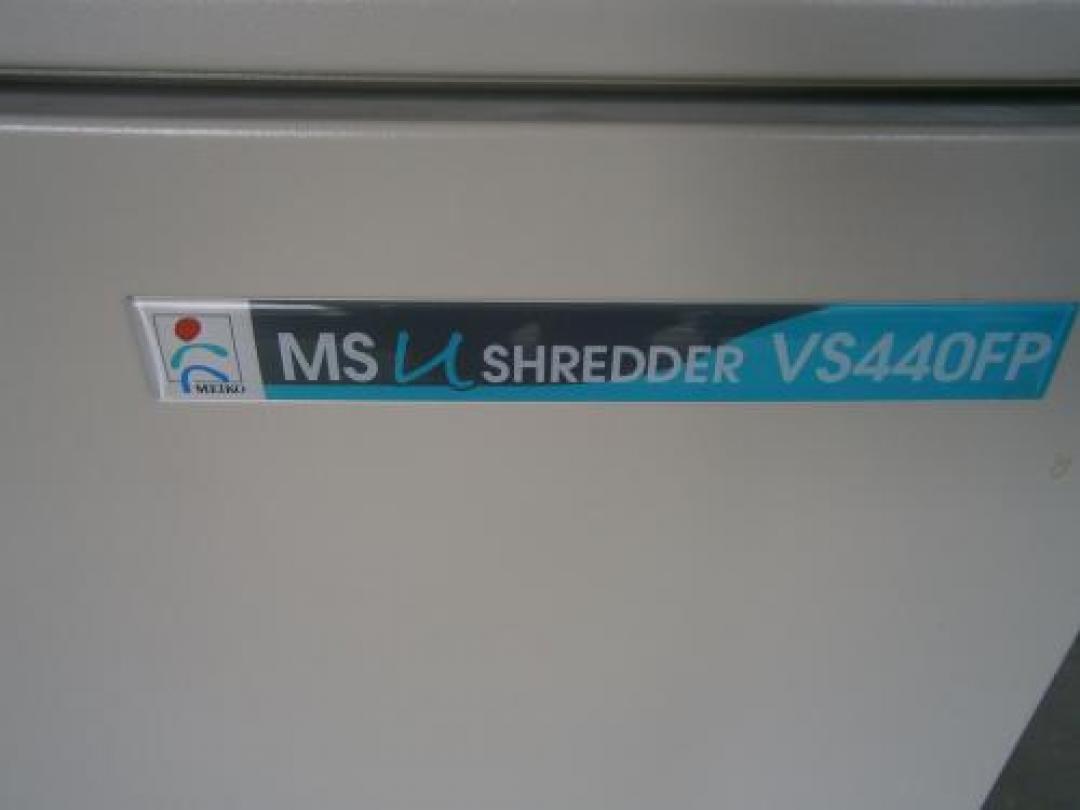 MEIKO
MS u SHREDDER VS440FP